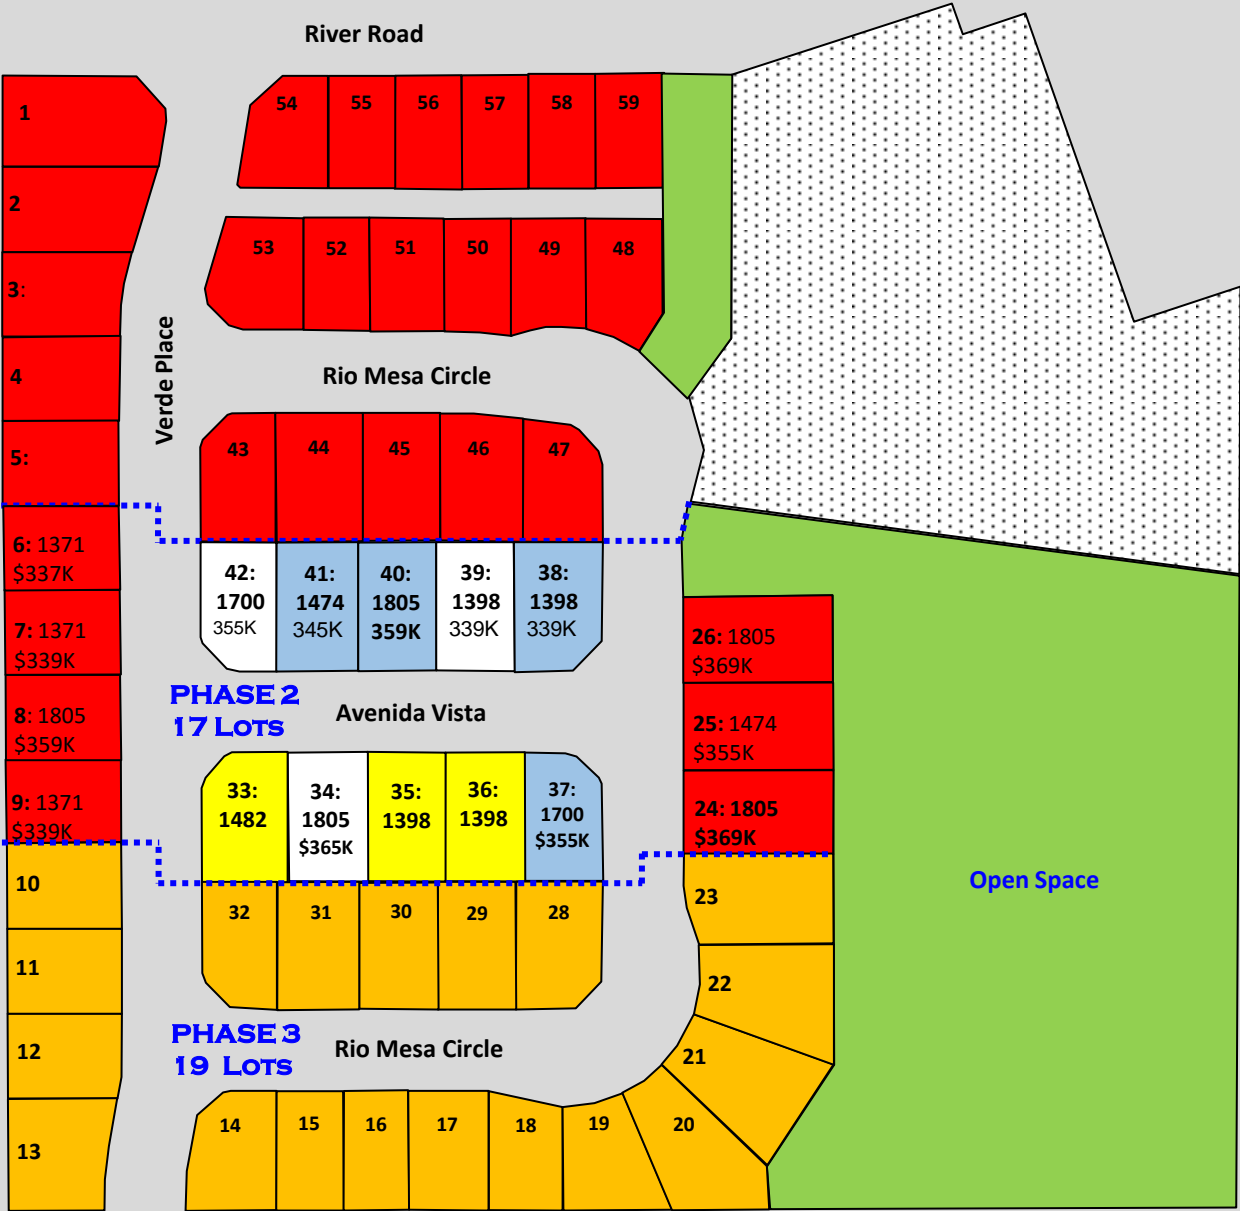 River Road
1
54
55
56
57
58
59
2
53
52
51
50
49
48
3:
Verde Place
Rio Mesa Circle
4
43
44
45
46
47
5:
6: 1371
$337K
42:
1700
355K
41:
1474
345K
40:
1805
359K
39:
1398
339K
38:
1398
339K
7: 1371
$339K
26: 1805
$369K
PHASE 2
17 LOTS
Avenida Vista
8: 1805
$359K
25: 1474
$355K
9: 1371
$339K
33:
1482
34:
1805
$365K
35:
1398
36:
1398
37:
1700
$355K
24: 1805
$369K
10
32
31
30
29
28
23
Open Space
11
22
PHASE 3
19 LOTS
Rio Mesa Circle
12
21
13
14
15
16
17
18
19
20